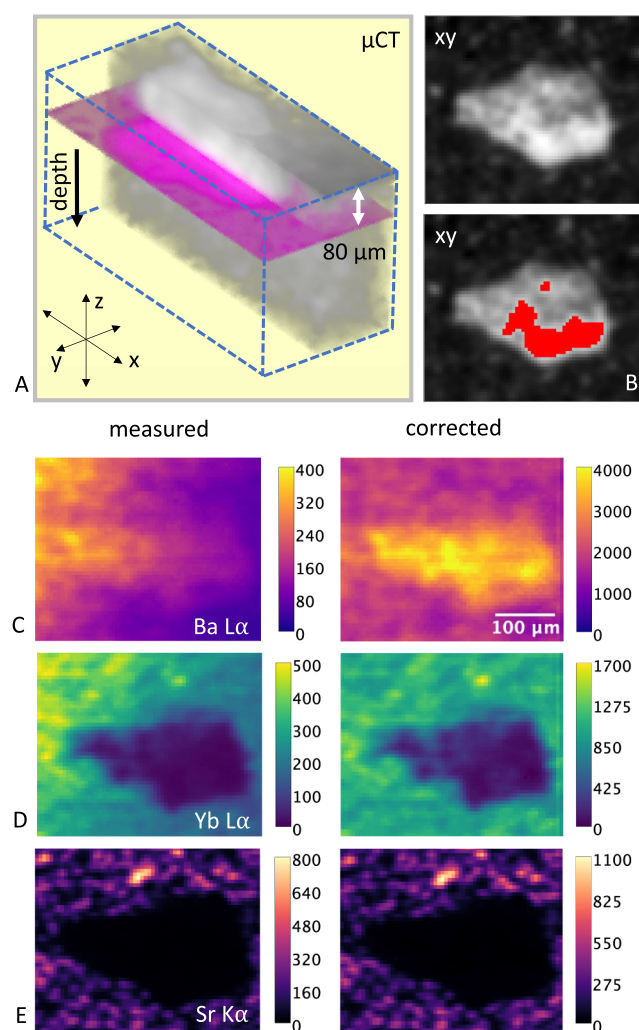 µCT
depth
80 µm
z
y
x
A
xy
xy
B
measured
corrected
400
320
240
160
80
0
Ba Lα
C
4000
3000
2000
1000
0
100 µm
500
400
300
200
100
0
Yb Lα
D
1700
1275
850
425
0
800
640
480
320
160
0
Sr Kα
E
1100
825
550
275
0